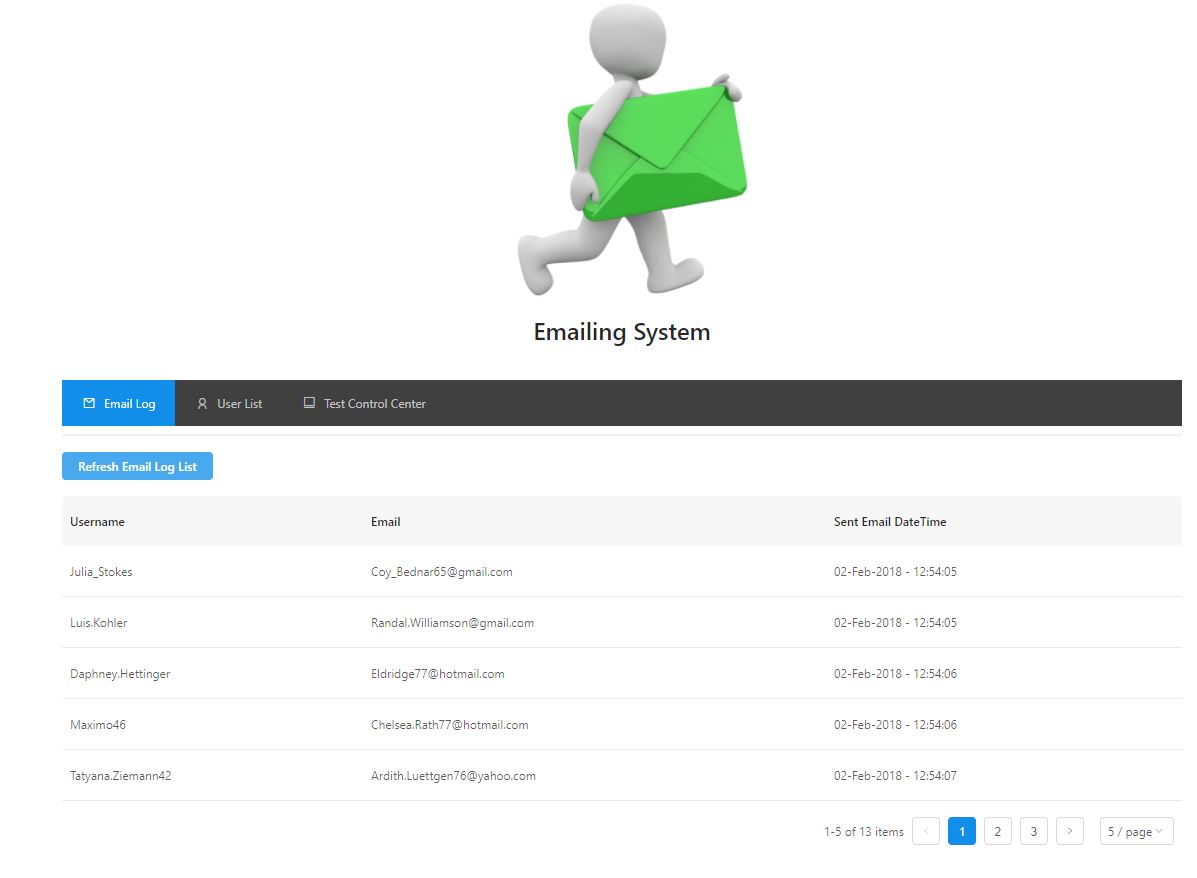 Emailing System
Email Log User List Test Control Center
Refresh Email Log List
Username Email Sent Email DateTime
Julia_Stokes Coy_Bednar65@gmail.com 02-Feb-2018 - 12:54:05
Luis.Kohler Randal.Williamson@gmail.com 02-Feb-2018 - 12:54:05
Daphney.Hettinger Eldridge77@hotmail.com 02-Feb-2018 - 12:54:06
Maximo46 Chelsea.Rath77@hotmail.com 02-Feb-2018 - 12:54:06
Tatyana.Ziemann42 Ardith.Luettgen76@yahoo.com 02-Feb-2018 - 12:54:07
1-5 of 13 items < 1 2 3 > 5 / page